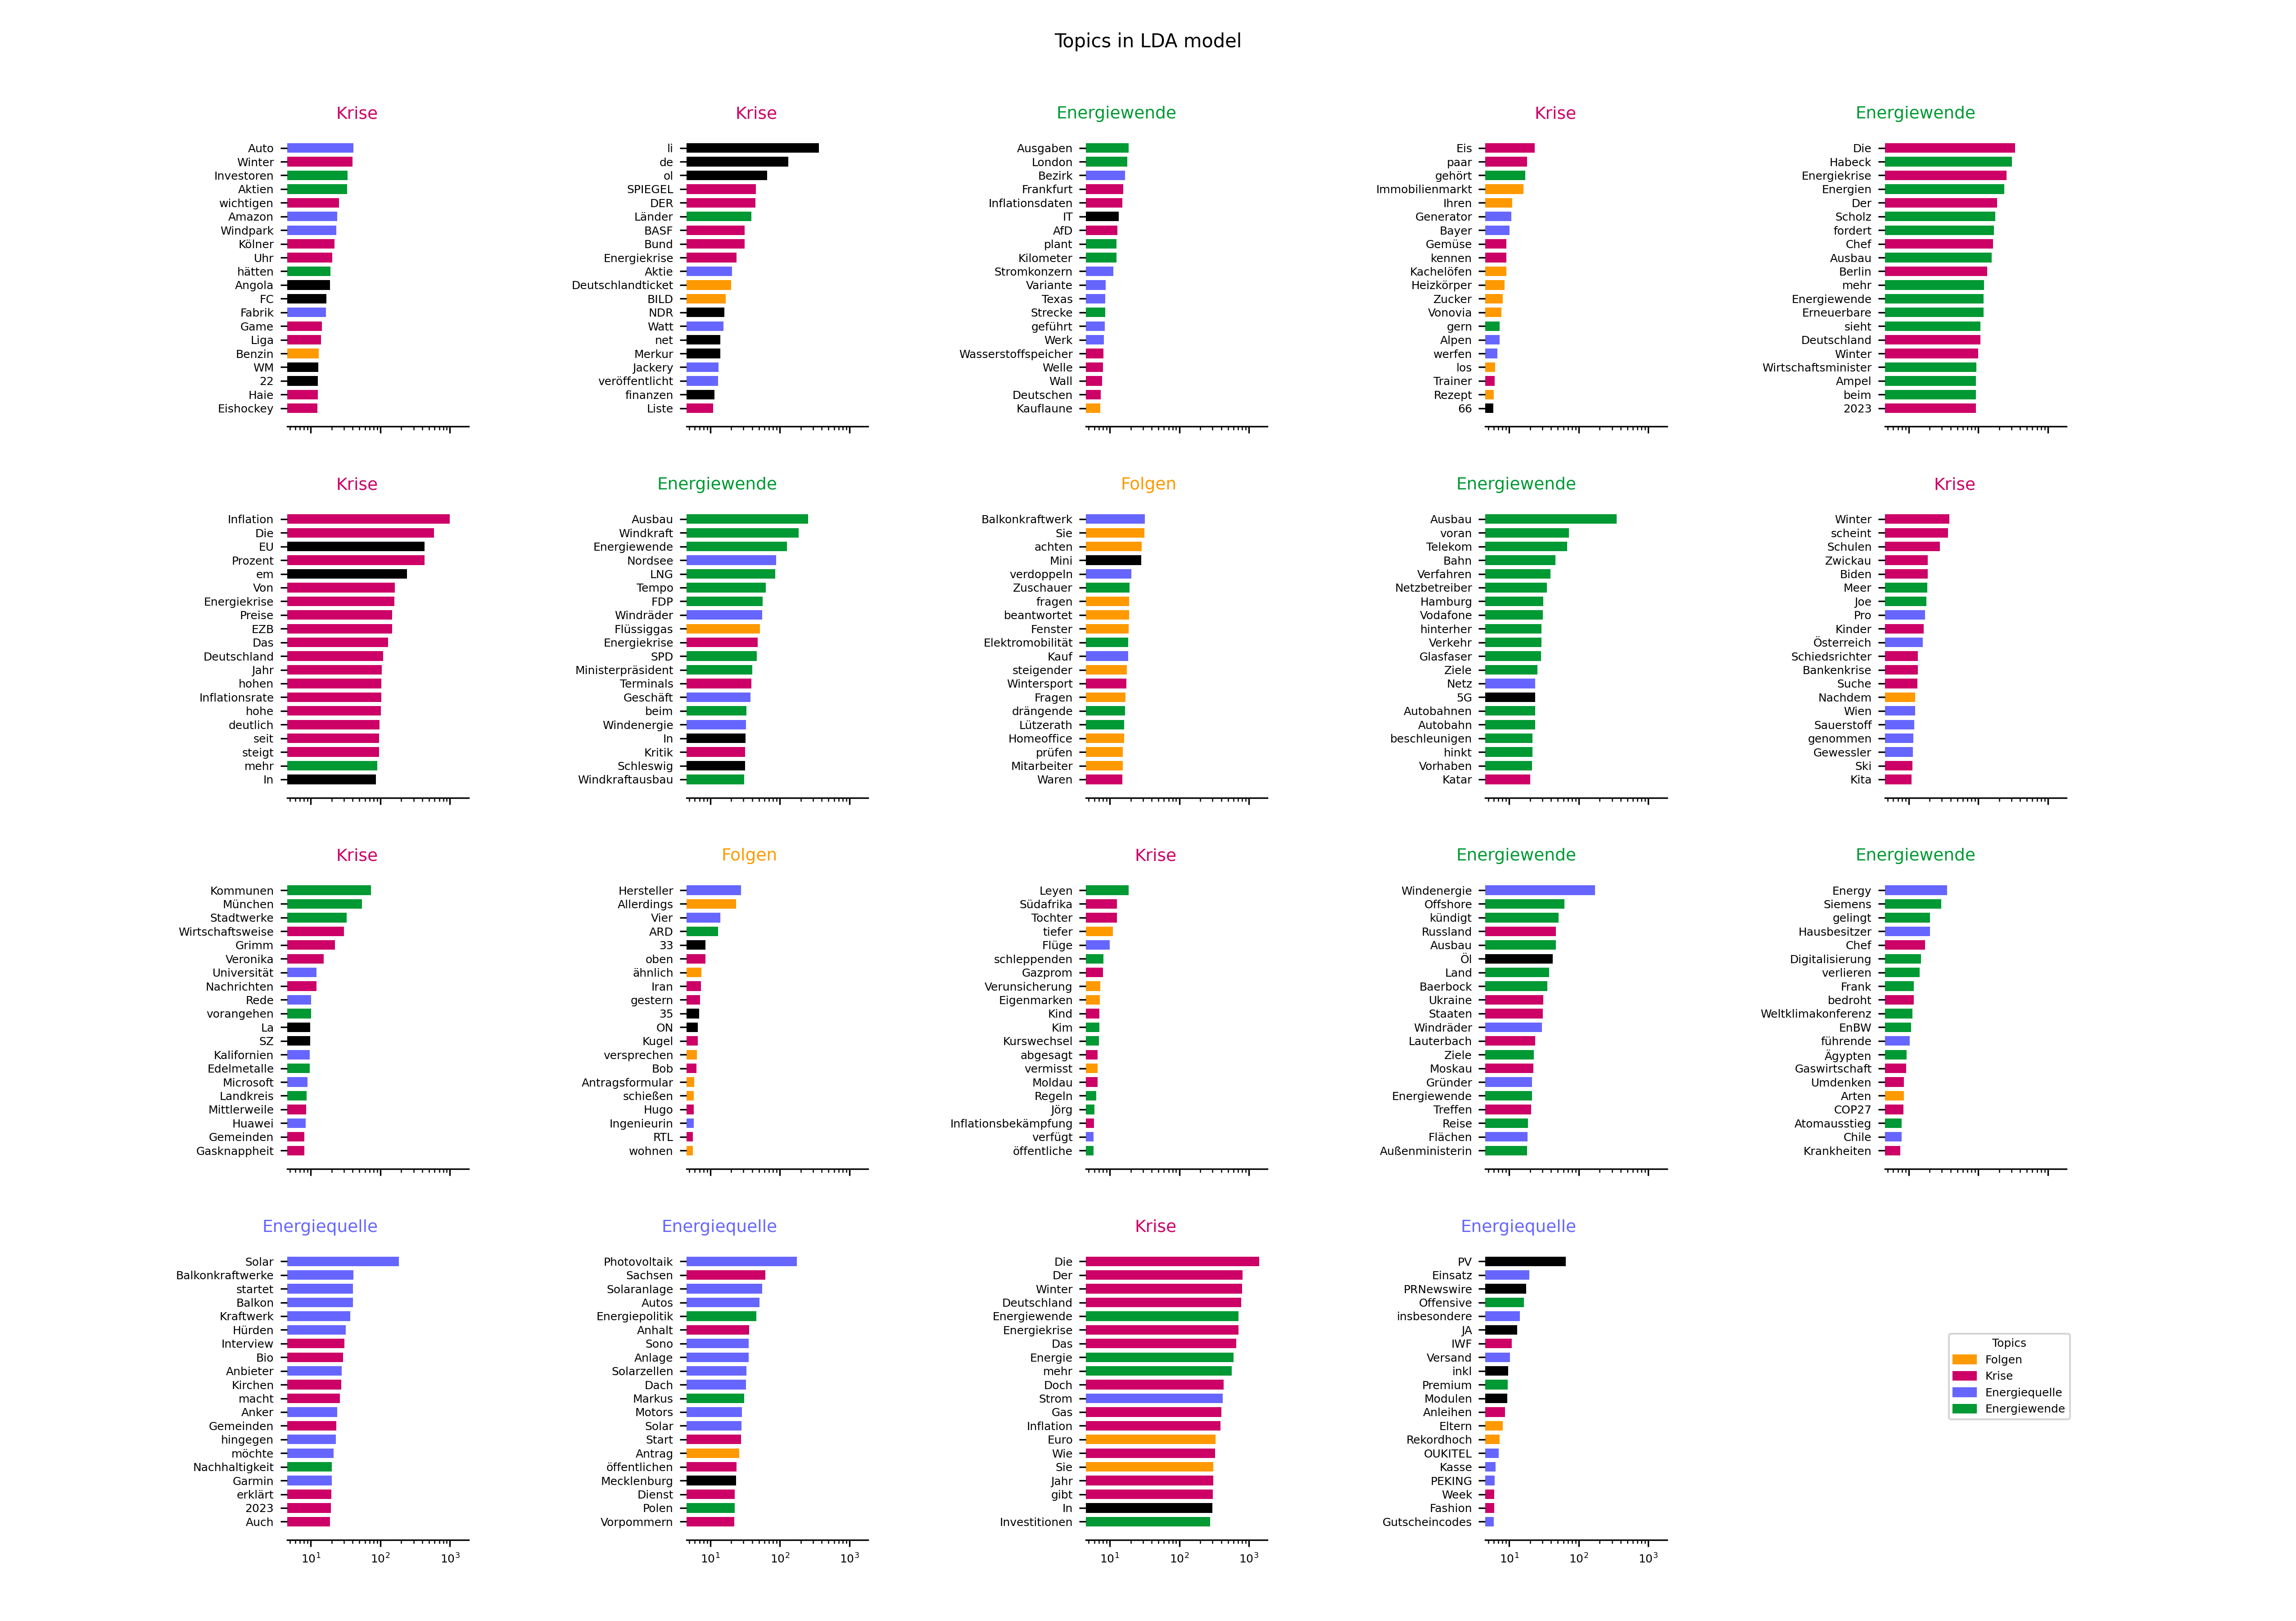 Topics in LDA model
Krise
Auto
Winter
Investoren
Aktien
wichtigen
Amazon
Windpark
Kölner
Uhr
hätten
Angola
FC
Fabrik
Game
Liga
Benzin
WM
22
Haie
Eishockey
Krise
li
de
ol
SPIEGEL
DER
Länder
BASF
Bund
Energiekrise
Aktie
Deutschlandticket
BILD
NDR
Watt
net
Merkur
Jackery
veröffentlicht
finanzen
Liste
Energiewende
Ausgaben
London
Bezirk
Frankfurt
Inflationsdaten
IT
AfD
plant
Kilometer
Stromkonzern
Variante
Texas
Strecke
geführt
Werk
Wasserstoffspeicher
Welle
Wall
Deutschen
Kauflaune
Krise
Eis
paar
gehört
Immobilienmarkt
Ihren
Generator
Bayer
Gemüse
kennen
Kachelöfen
Heizkörper
Zucker
Vonovia
gern
Alpen
werfen
los
Trainer
Rezept
66
Energiewende
Die
Habeck
Energiekrise
Energien
Der
Scholz
fordert
Chef
Ausbau
Berlin
mehr
Energiewende
Erneuerbare
sieht
Deutschland
Winter
Wirtschaftsminister
Ampel
beim
2023
Krise
Inflation
Die
EU
Prozent
em
Von
Energiekrise
Preise
EZB
Das
Deutschland
Jahr
hohen
Inflationsrate
hohe
deutlich
seit
steigt
mehr
In
Energiewende
Ausbau
Windkraft
Energiewende
Nordsee
LNG
Tempo
FDP
Windräder
Flüssiggas
Energiekrise
SPD
Ministerpräsident
Terminals
Geschäft
beim
Windenergie
In
Kritik
Schleswig
Windkraftausbau
Folgen
Balkonkraftwerk
Sie
achten
Mini
verdoppeln
Zuschauer
fragen
beantwortet
Fenster
Elektromobilität
Kauf
steigender
Wintersport
Fragen
drängende
Lützerath
Homeoffice
prüfen
Mitarbeiter
Waren
Energiewende
Ausbau
voran
Telekom
Bahn
Verfahren
Netzbetreiber
Hamburg
Vodafone
hinterher
Verkehr
Glasfaser
Ziele
Netz
5G
Autobahnen
Autobahn
beschleunigen
hinkt
Vorhaben
Katar
Krise
Winter
scheint
Schulen
Zwickau
Biden
Meer
Joe
Pro
Kinder
Österreich
Schiedsrichter
Bankenkrise
Suche
Nachdem
Wien
Sauerstoff
genommen
Gewessler
Ski
Kita
Krise
Kommunen
München
Stadtwerke
Wirtschaftsweise
Grimm
Veronika
Universität
Nachrichten
Rede
vorangehen
La
SZ
Kalifornien
Edelmetalle
Microsoft
Landkreis
Mittlerweile
Huawei
Gemeinden
Gasknappheit
Folgen
Hersteller
Allerdings
Vier
ARD
33
oben
ähnlich
Iran
gestern
35
ON
Kugel
versprechen
Bob
Antragsformular
schießen
Hugo
Ingenieurin
RTL
wohnen
Krise
Leyen
Südafrika
Tochter
tiefer
Flüge
schleppenden
Gazprom
Verunsicherung
Eigenmarken
Kind
Kim
Kurswechsel
abgesagt
vermisst
Moldau
Regeln
Jörg
Inflationsbekämpfung
verfügt
öffentliche
Energiewende
Windenergie
Offshore
kündigt
Russland
Ausbau
Öl
Land
Baerbock
Ukraine
Staaten
Windräder
Lauterbach
Ziele
Moskau
Gründer
Energiewende
Treffen
Reise
Flächen
Außenministerin
Energiewende
Energy
Siemens
gelingt
Hausbesitzer
Chef
Digitalisierung
verlieren
Frank
bedroht
Weltklimakonferenz
EnBW
führende
Ägypten
Gaswirtschaft
Umdenken
Arten
COP27
Atomausstieg
Chile
Krankheiten
Energiequelle
Solar
Balkonkraftwerke
startet
Balkon
Kraftwerk
Hürden
Interview
Bio
Anbieter
Kirchen
macht
Anker
Gemeinden
hingegen
möchte
Nachhaltigkeit
Garmin
erklärt
2023
Auch
10¹ 10² 10³
Energiequelle
Photovoltaik
Sachsen
Solaranlage
Autos
Energiepolitik
Anhalt
Sono
Anlage
Solarzellen
Dach
Markus
Motors
Solar
Start
Antrag
öffentlichen
Mecklenburg
Dienst
Polen
Vorpommern
10¹ 10² 10³
Krise
Die
Der
Winter
Deutschland
Energiewende
Energiekrise
Das
Energie
mehr
Doch
Strom
Gas
Inflation
Euro
Wie
Sie
Jahr
gibt
In
Investitionen
10¹ 10² 10³
Energiequelle
PV
Einsatz
PRNewswire
Offensive
insbesondere
JA
IWF
Versand
inkl
Premium
Modulen
Anleihen
Eltern
Rekordhoch
OUKITEL
Kasse
PEKING
Week
Fashion
Gutscheincodes
10¹ 10² 10³
Topics
Folgen
Krise
Energiequelle
Energiewende